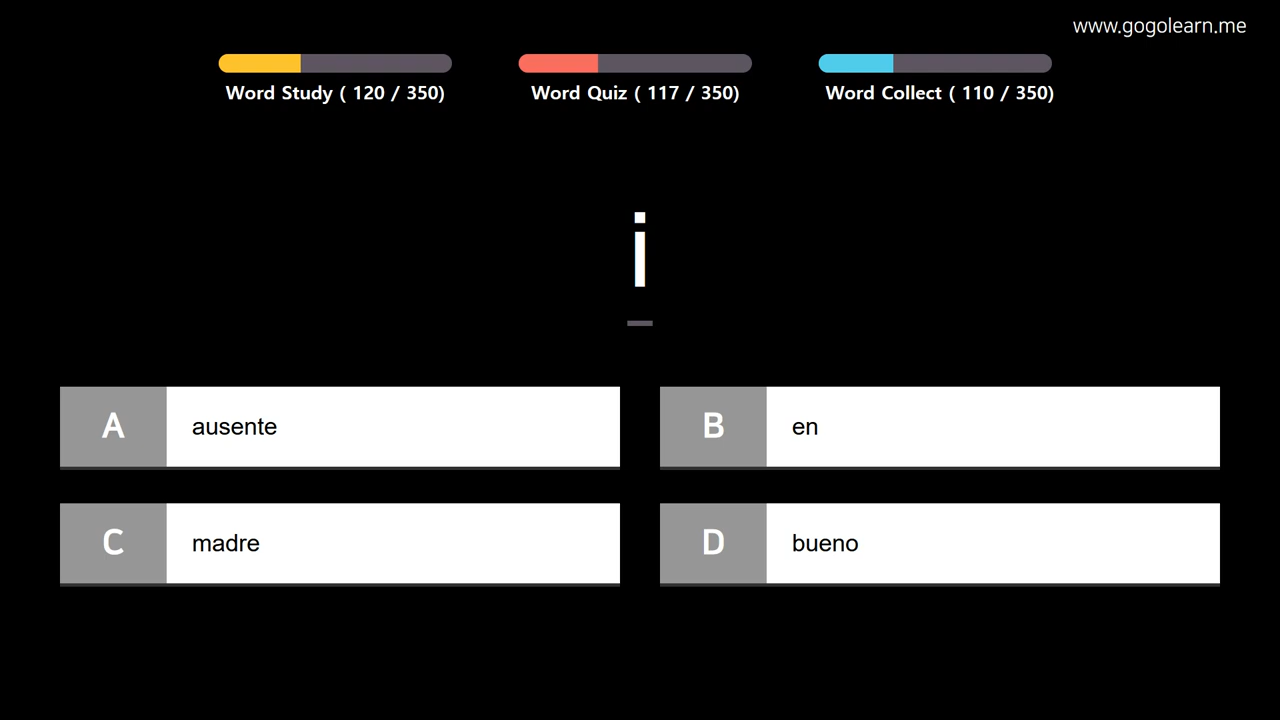 www.gogolearn.me
Word Study ( 120 / 350)
Word Quiz ( 117 / 350)
Word Collect ( 110 / 350)
i
A ausente
B en
C madre
D bueno